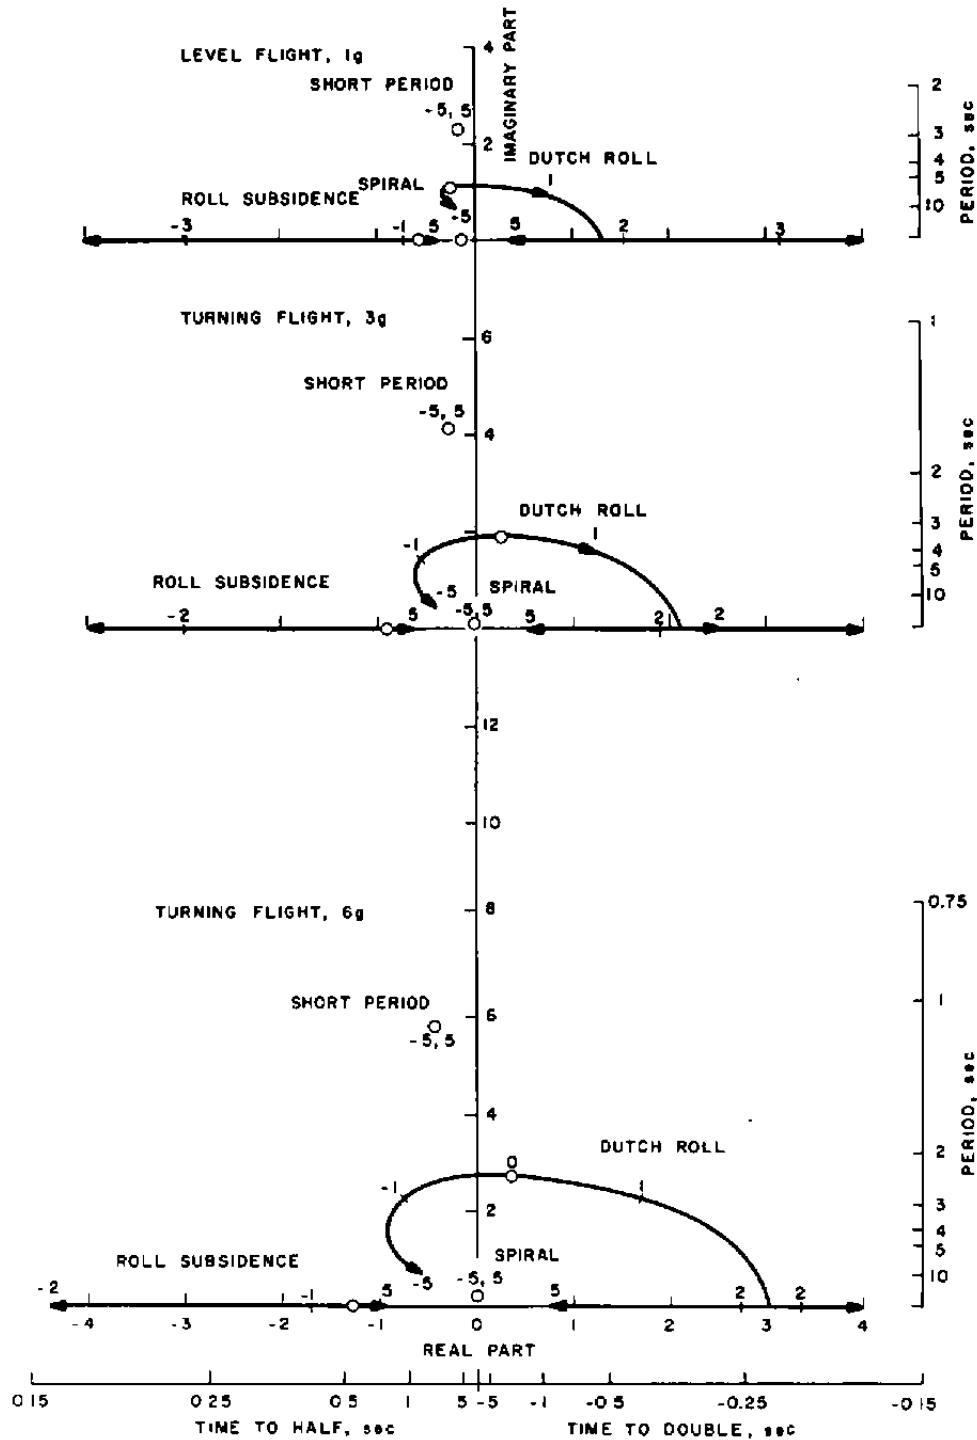 4
LEVEL FLIGHT, 1g
IMAGINARY PART
SHORT PERIOD
-5, 5
2
2
3
4
5
10
PERIOD, sec
DUTCH ROLL
1
SPIRAL
ROLL SUBSIDENCE
-5
-3
-1
5
5
2
3
TURNING FLIGHT, 3g
6
1
SHORT PERIOD
-5, 5
4
2
3
4
5
10
PERIOD, sec
DUTCH ROLL
1
-1
ROLL SUBSIDENCE
-5
SPIRAL
-5,5
-2
5
5
2
2
12
10
TURNING FLIGHT, 6g
8
0.75
SHORT PERIOD
6
1
-5,5
4
DUTCH ROLL
2
3
4
5
10
PERIOD, sec
0
-1
1
2
ROLL SUBSIDENCE
SPIRAL
-5
-5,5
-2
-1
5
5
2
2
-4 -3 -2 -1 0 1 2 3 4
REAL PART
0.15 0.25 0.5 1 5 -5 -1 -0.5 -0.25 -0.15
TIME TO HALF, sec
TIME TO DOUBLE, sec